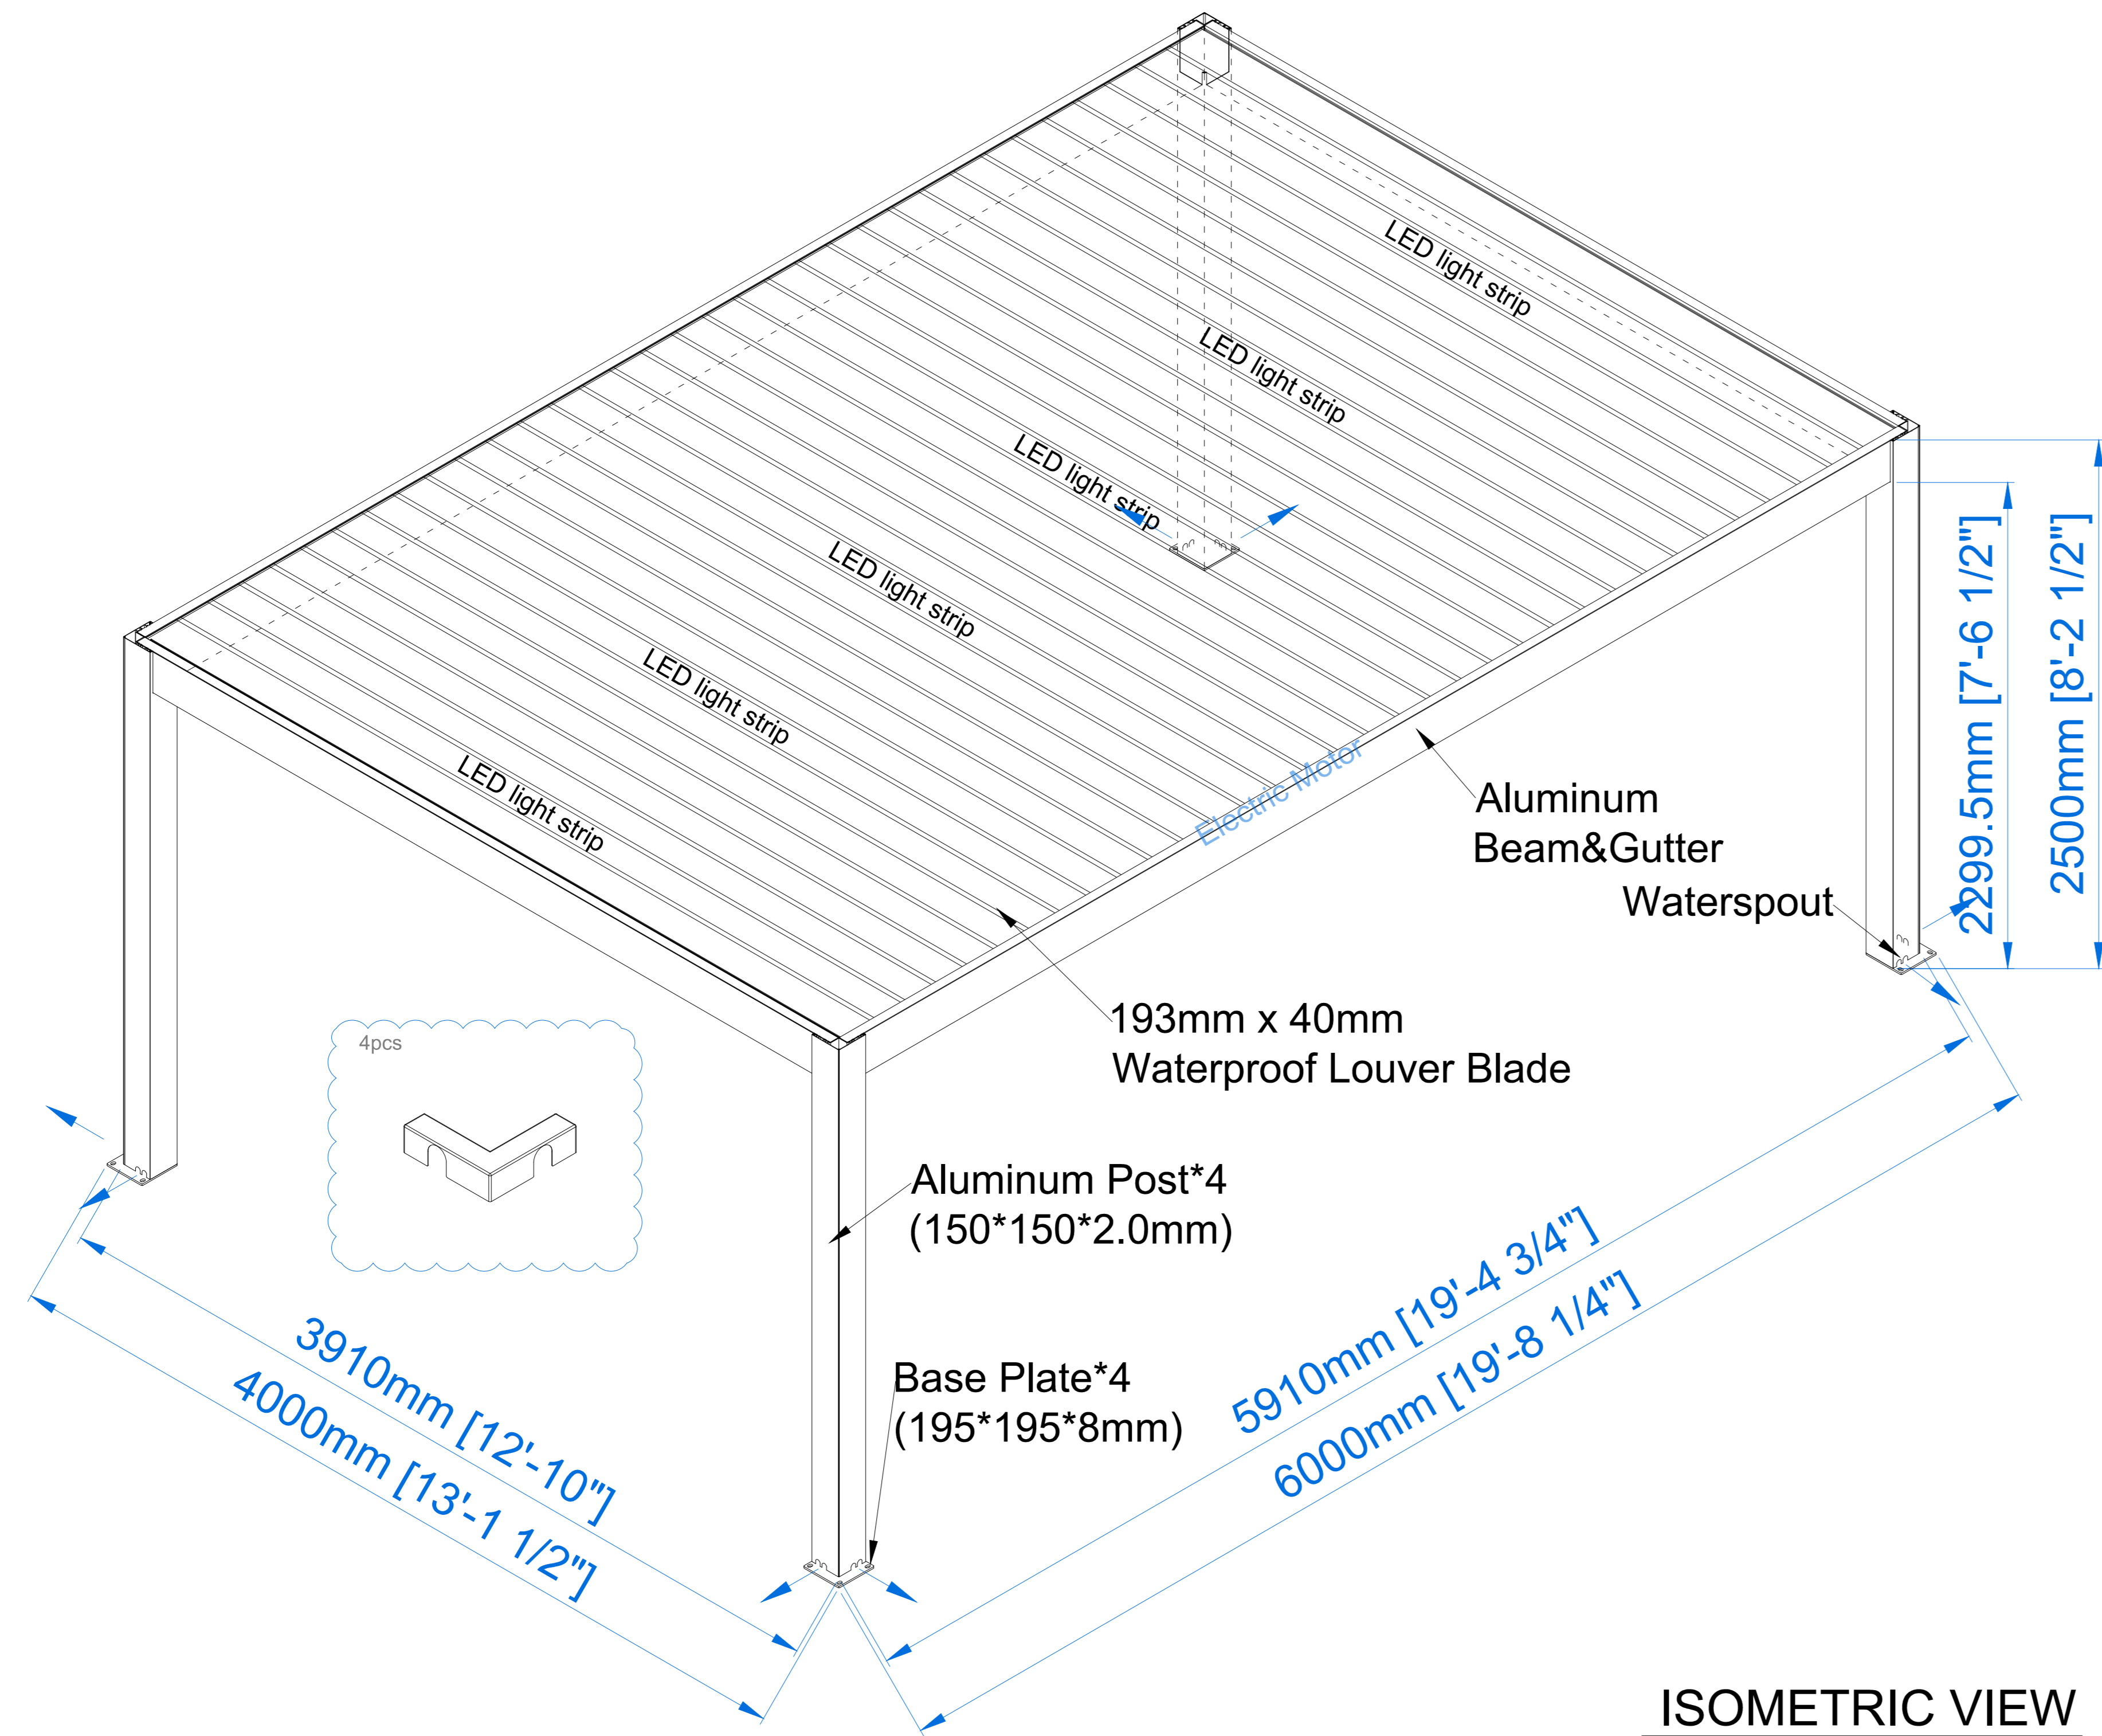 LED light strip
LED light strip
LED light strip
LED light strip
LED light strip
LED light strip
Electric Motor
Aluminum
Beam&Gutter
Waterspout
2299.5mm [7'-6 1/2"]
2500mm [8'-2 1/2"]
193mm x 40mm
Waterproof Louver Blade
4pcs
Aluminum Post*4
(150*150*2.0mm)
Base Plate*4
(195*195*8mm)
3910mm [12'-10"]
4000mm [13'-1 1/2"]
5910mm [19'-4 3/4"]
6000mm [19'-8 1/4"]
ISOMETRIC VIEW